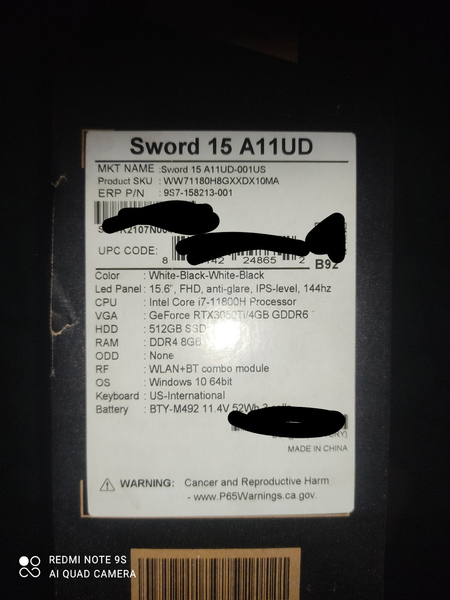 Sword 15 A11UD
MKT NAME :Sword 15 A11UD-001US
Product SKU : WW71180H8GXXDX10MA
ERP P/N : 9S7-158213-001
UPC CODE:
8 42 24865 2
B92
Color : White-Black-White-Black
Led Panel : 15.6", FHD, anti-glare, IPS-level, 144hz
CPU : Intel Core i7-11800H Processor
VGA : GeForce RTX3050Ti/4GB GDDR6
HDD : 512GB SSD
RAM : DDR4 8GB
ODD : None
RF : WLAN+BT combo module
OS : Windows 10 64bit
Keyboard : US-International
Battery : BTY-M492 11.4V 52Wh
MADE IN CHINA
WARNING: Cancer and Reproductive Harm
- www.P65Warnings.ca.gov.
REDMI NOTE 9S
AI QUAD CAMERA